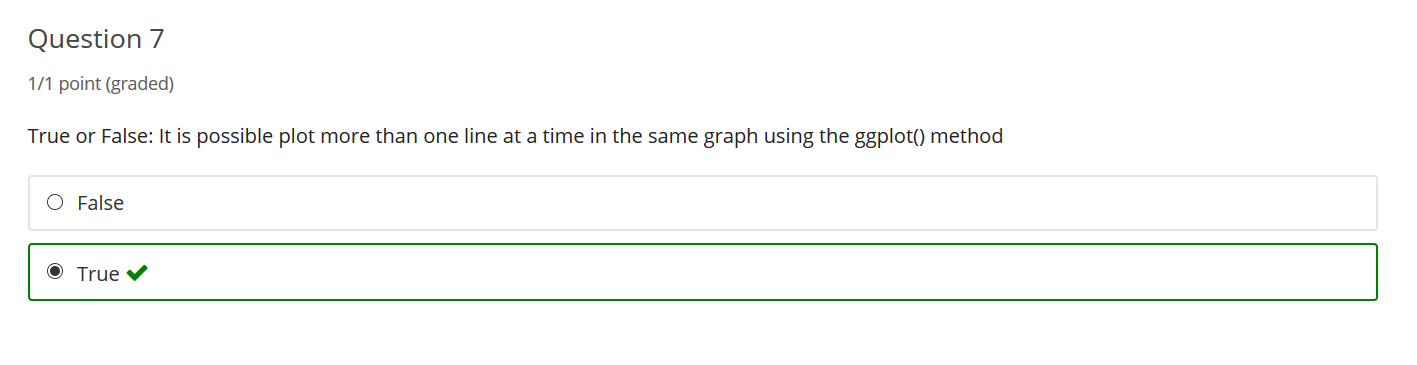 Question 7
1/1 point (graded)
True or False: It is possible plot more than one line at a time in the same graph using the ggplot() method
False
True